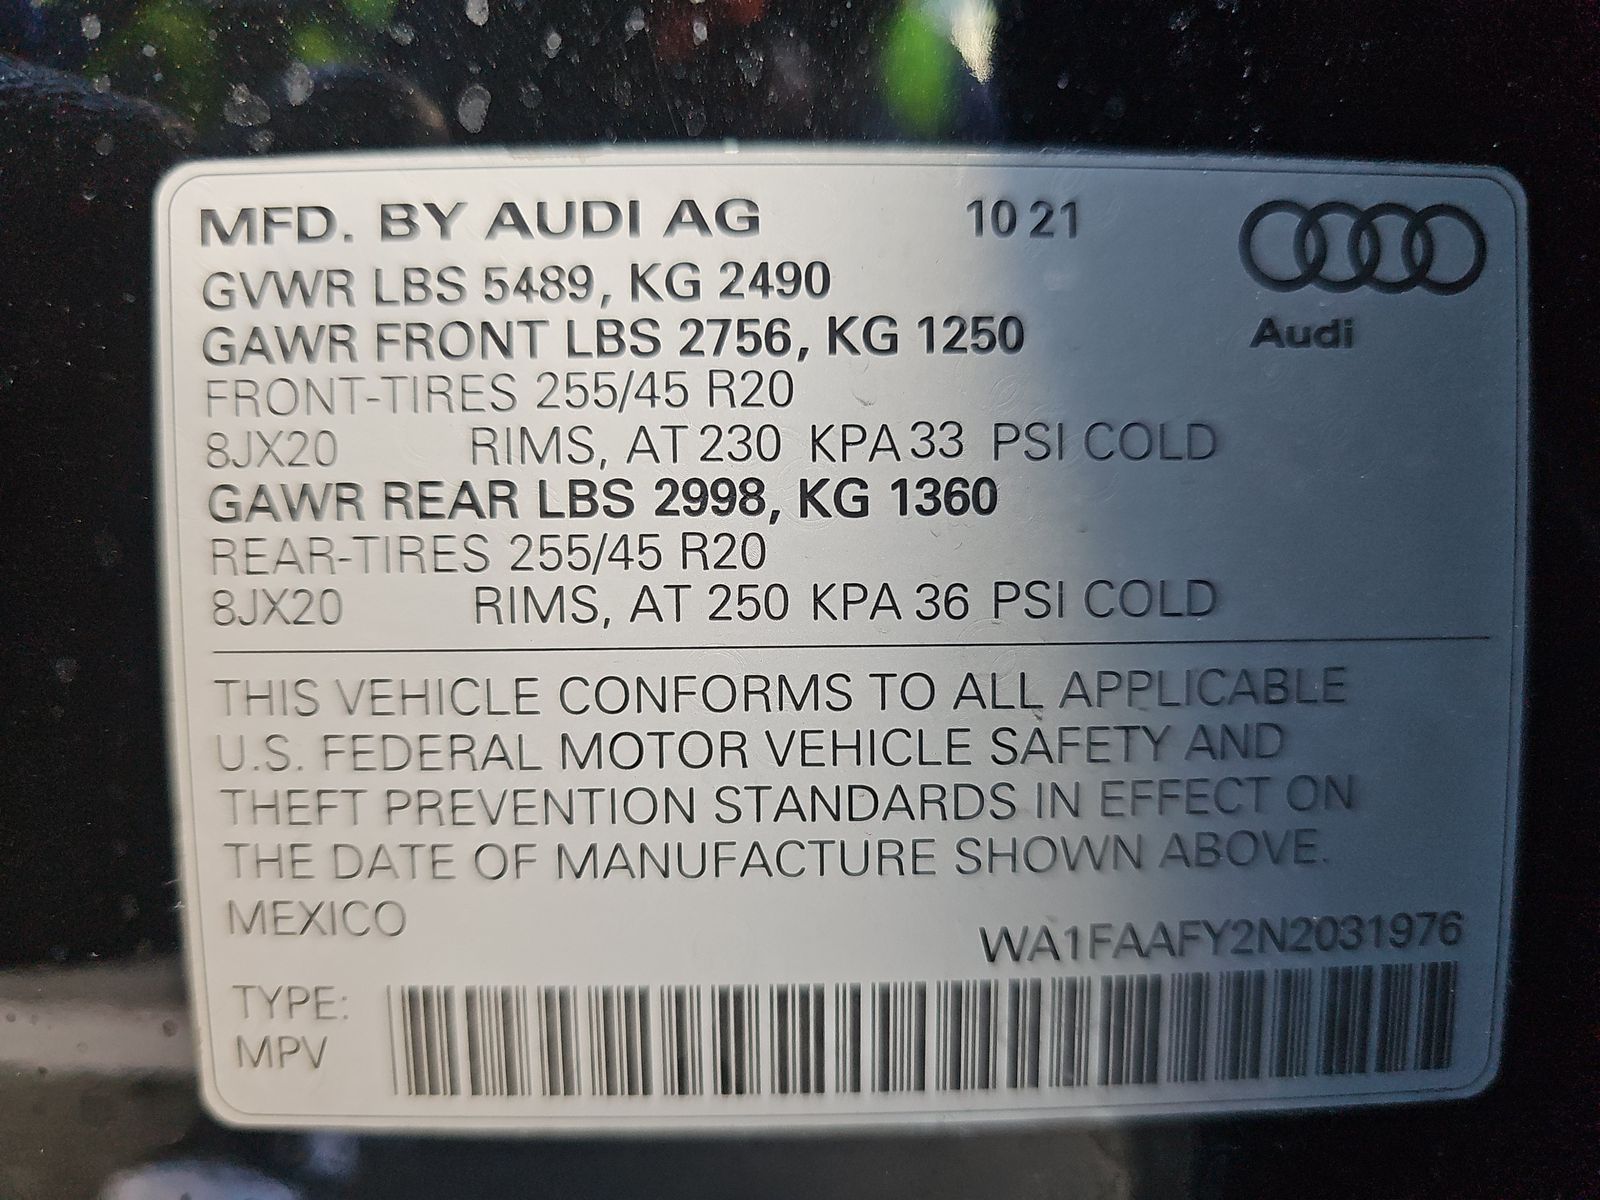 MFD. BY AUDI AG 10 21
GVWR LBS 5489, KG 2490
GAWR FRONT LBS 2756, KG 1250
Audi
FRONT-TIRES 255/45 R20
8JX20 RIMS, AT 230 KPA 33 PSI COLD
GAWR REAR LBS 2998, KG 1360
REAR-TIRES 255/45 R20
8JX20 RIMS, AT 250 KPA 36 PSI COLD
THIS VEHICLE CONFORMS TO ALL APPLICABLE
U.S. FEDERAL MOTOR VEHICLE SAFETY AND
THEFT PREVENTION STANDARDS IN EFFECT ON
THE DATE OF MANUFACTURE SHOWN ABOVE.
MEXICO
WA1FAAFY2N2031976
TYPE:
MPV